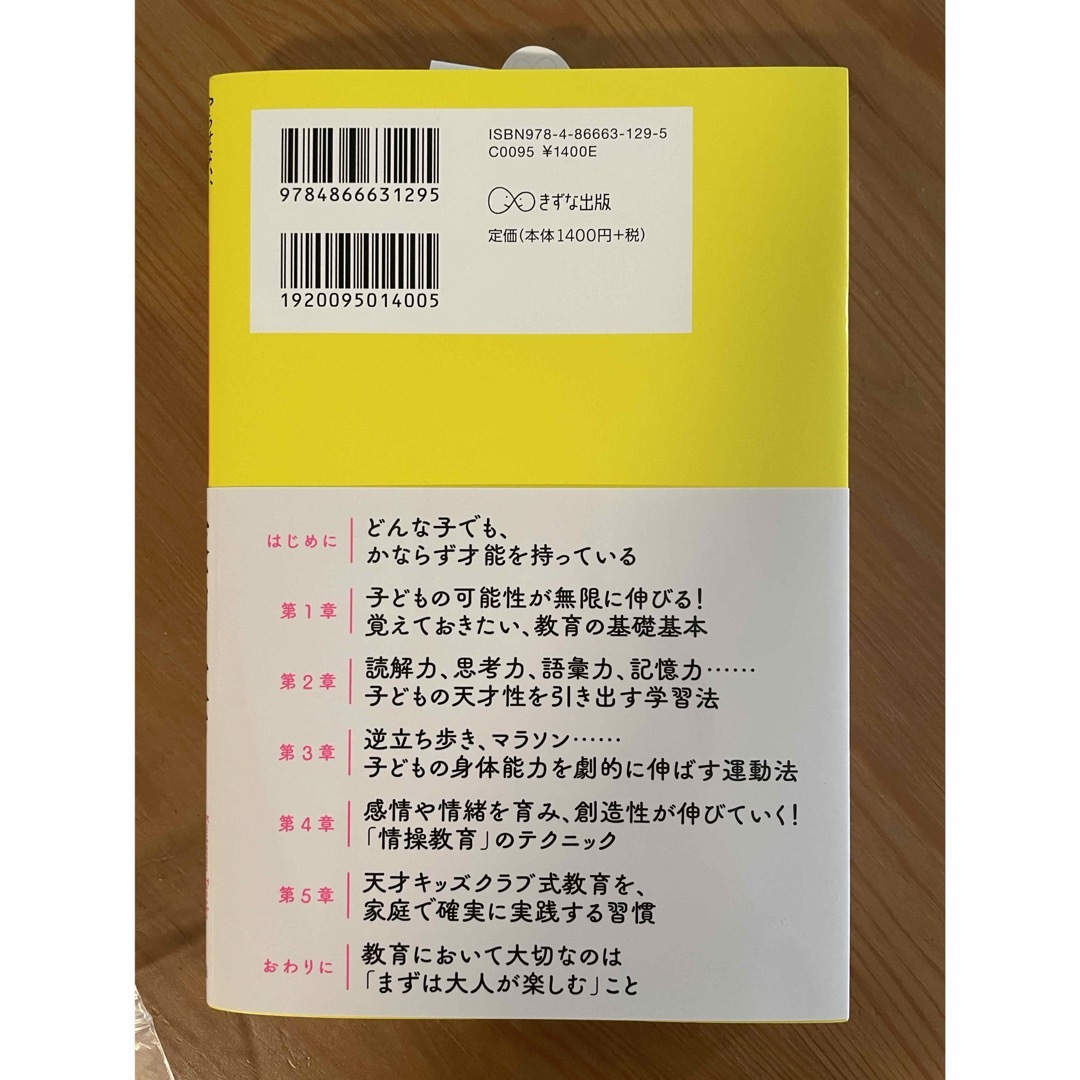 ISBN978-4-86663-129-5
C0095 ¥1400E
9784866631295
きずな出版
定価(本体1400円+税)
1920095014005
はじめに
どんな子でも、
かならず才能を持っている
第1章
子どもの可能性が無限に伸びる!
覚えておきたい、教育の基礎基本
第2章
読解力、思考力、語彙力、記憶力……
子どもの天才性を引き出す学習法
第3章
逆立ち歩き、マラソン……
子どもの身体能力を劇的に伸ばす運動法
第4章
感情や情緒を育み、創造性が伸びていく!
「情操教育」のテクニック
第5章
天才キッズクラブ式教育を、
家庭で確実に実践する習慣
おわりに
教育において大切なのは
「まずは大人が楽しむ」こと